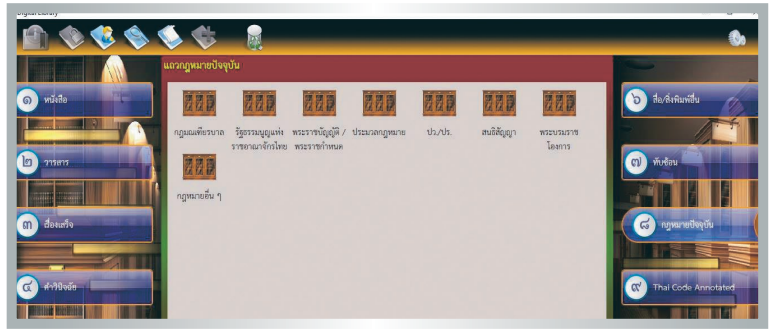 Digital Library
แถวกฎหมายปัจจุบัน
๑ หนังสือ
๒ วารสาร
๓ สื่องเสร็จ
๔ คำวินิจฉัย
กฎมณเฑียรบาล
รัฐธรรมนูญแห่ง
ราชอาณาจักรไทย
พระราชบัญญัติ /
พระราชกำหนด
ประมวลกฎหมาย
ปว./ปร.
สนธิสัญญา
พระบรมราช
โองการ
กฎหมายอื่น ๆ
๖ สื่อ/สิ่งพิมพ์อื่น
๗ ทับซ้อน
๘ กฎหมายปัจจุบัน
๙ Thai Code Annotated